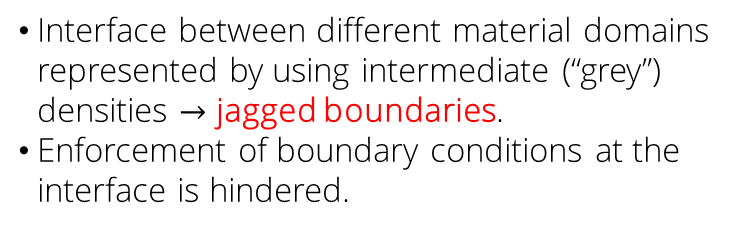 • Interface between different material domains
represented by using intermediate (“grey”)
densities → jagged boundaries.
• Enforcement of boundary conditions at the
interface is hindered.